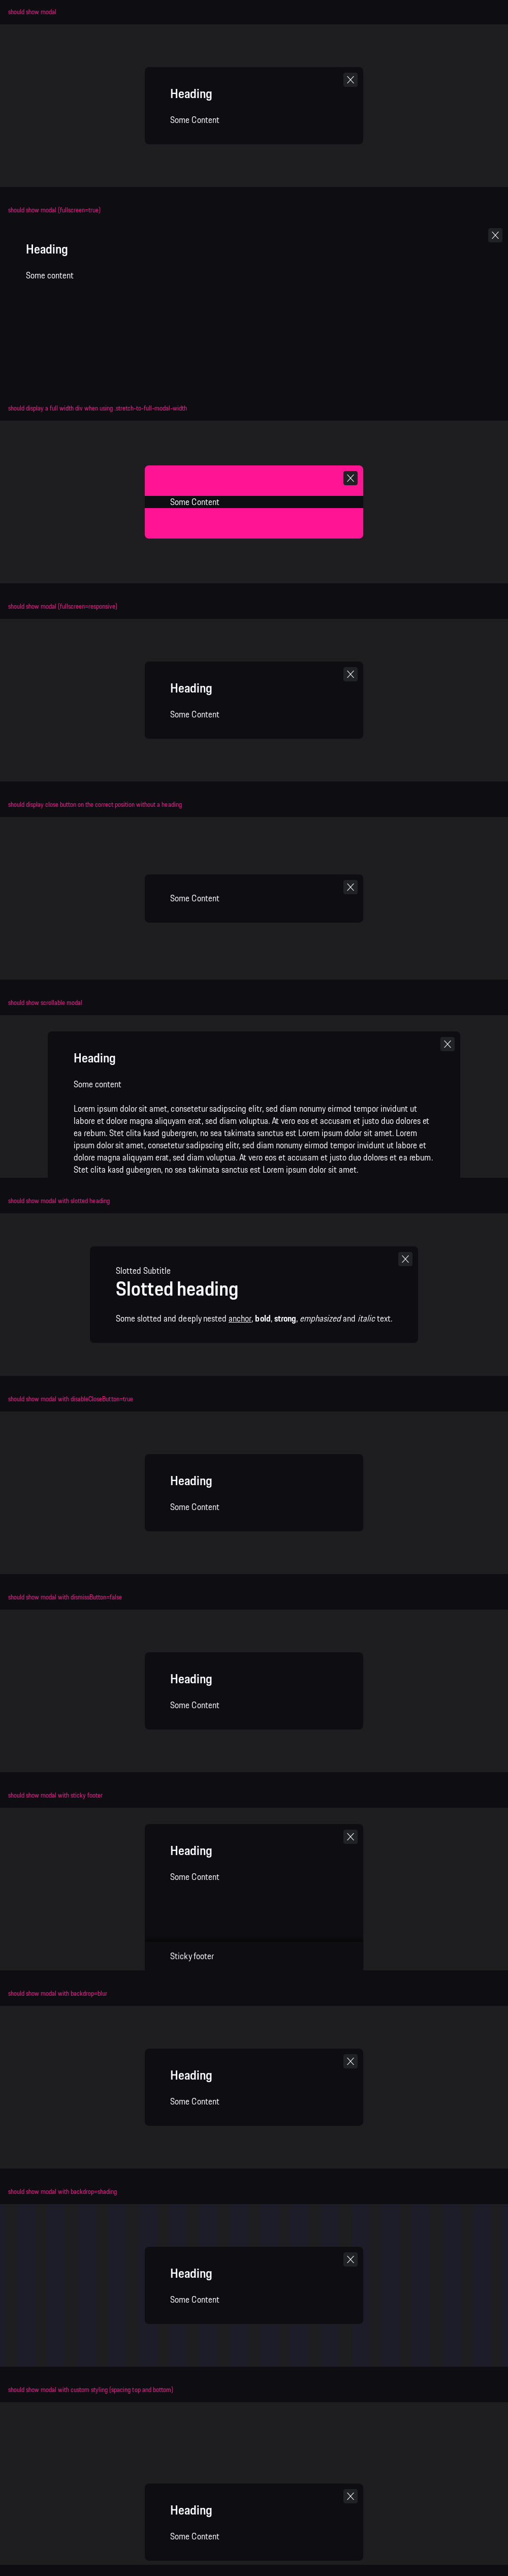 should show modal
Heading
Some Content
should show modal (fullscreen=true)
Heading
Some content
should display a full width div when using .stretch-to-full-modal-width
Some Content
should show modal (fullscreen=responsive)
Heading
Some Content
should display close button on the correct position without a heading
Some Content
should show scrollable modal
Heading
Some content
Lorem ipsum dolor sit amet, consetetur sadipscing elitr, sed diam nonumy eirmod tempor invidunt ut
labore et dolore magna aliquyam erat, sed diam voluptua. At vero eos et accusam et justo duo dolores et
ea rebum. Stet clita kasd gubergren, no sea takimata sanctus est Lorem ipsum dolor sit amet. Lorem
ipsum dolor sit amet, consetetur sadipscing elitr, sed diam nonumy eirmod tempor invidunt ut labore et
dolore magna aliquyam erat, sed diam voluptua. At vero eos et accusam et justo duo dolores et ea rebum.
Stet clita kasd gubergren, no sea takimata sanctus est Lorem ipsum dolor sit amet.
should show modal with slotted heading
Slotted Subtitle
Slotted heading
Some slotted and deeply nested anchor, bold, strong, emphasized and italic text.
should show modal with disableCloseButton=true
Heading
Some Content
should show modal with dismissButton=false
Heading
Some Content
should show modal with sticky footer
Heading
Some Content
Sticky footer
should show modal with backdrop=blur
Heading
Some Content
should show modal with backdrop=shading
Heading
Some Content
should show modal with custom styling (spacing top and bottom)
Heading
Some Content